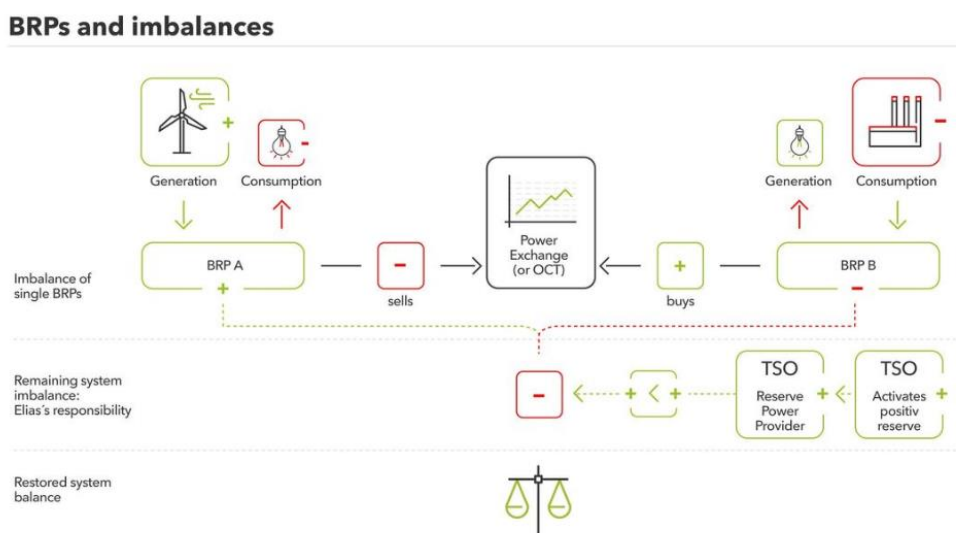 BRPs and imbalances
Generation
Consumption
Generation
Consumption
Power
Exchange
(or OCT)
BRP A
+
-
sells
+
buys
BRP B
-
Imbalance of
single BRPs
Remaining system
imbalance:
Elias´s responsibility
-
+ < +
TSO
Reserve
Power
Provider
+
TSO
Activates
positiv
reserve
+
Restored system
balance